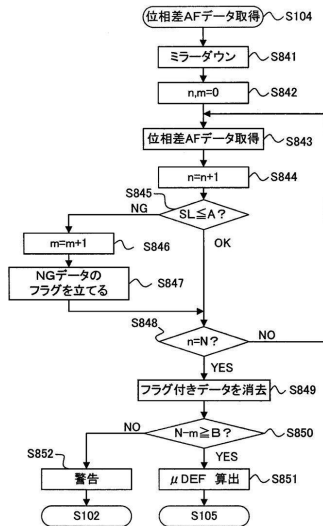 位相差AFデータ取得 S104
ミラーダウン S841
n,m=0 S842
位相差AFデータ取得 S843
n=n+1 S844
S845
SL≦A?
NG
OK
m=m+1 S846
NGデータの
フラグを立てる S847
S848
n=N? NO
YES
フラグ付きデータを消去 S849
NO N-m≧B? S850
YES
S852
警告 μDEF 算出 S851
S102 S105